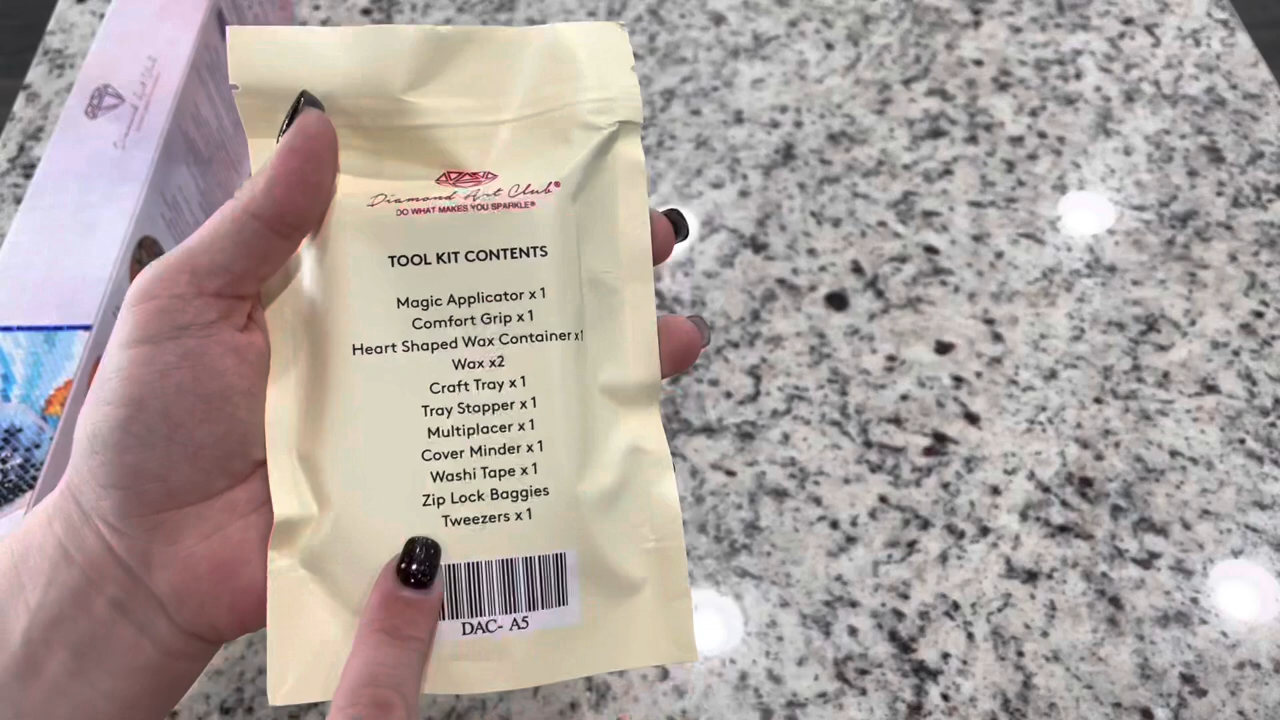 Diamond Art Club®
DO WHAT MAKES YOU SPARKLE®
TOOL KIT CONTENTS
Magic Applicator x 1
Comfort Grip x 1
Heart Shaped Wax Container x1
Wax x2
Craft Tray x 1
Tray Stopper x 1
Multiplacer x 1
Cover Minder x 1
Washi Tape x 1
Zip Lock Baggies
Tweezers x 1
DAC- A5